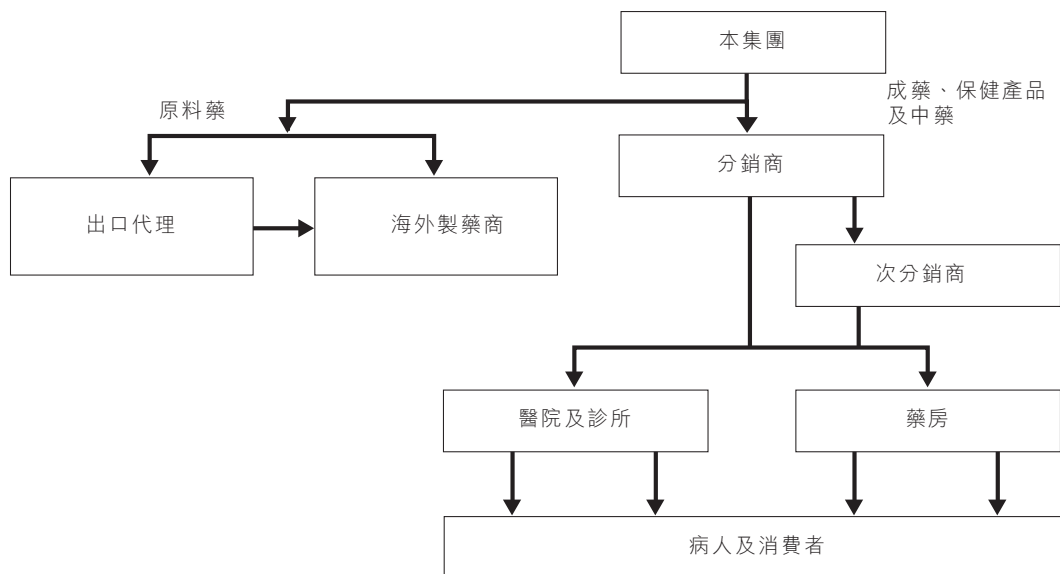 本集團
原料藥
成藥、保健產品
及中藥
分銷商
出口代理
海外製藥商
次分銷商
醫院及診所
藥房
病人及消費者